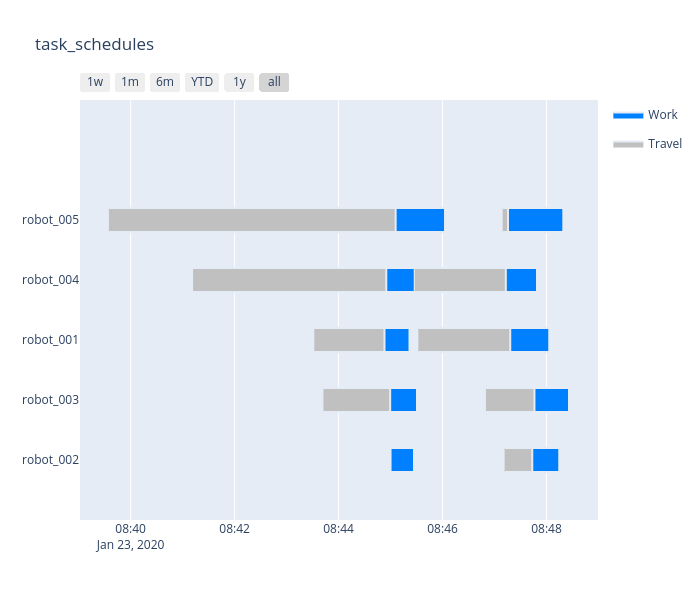 task_schedules
1w 1m 6m YTD 1y all
Work
Travel
robot_005
robot_004
robot_001
robot_003
robot_002
08:40 08:42 08:44 08:46 08:48
Jan 23, 2020